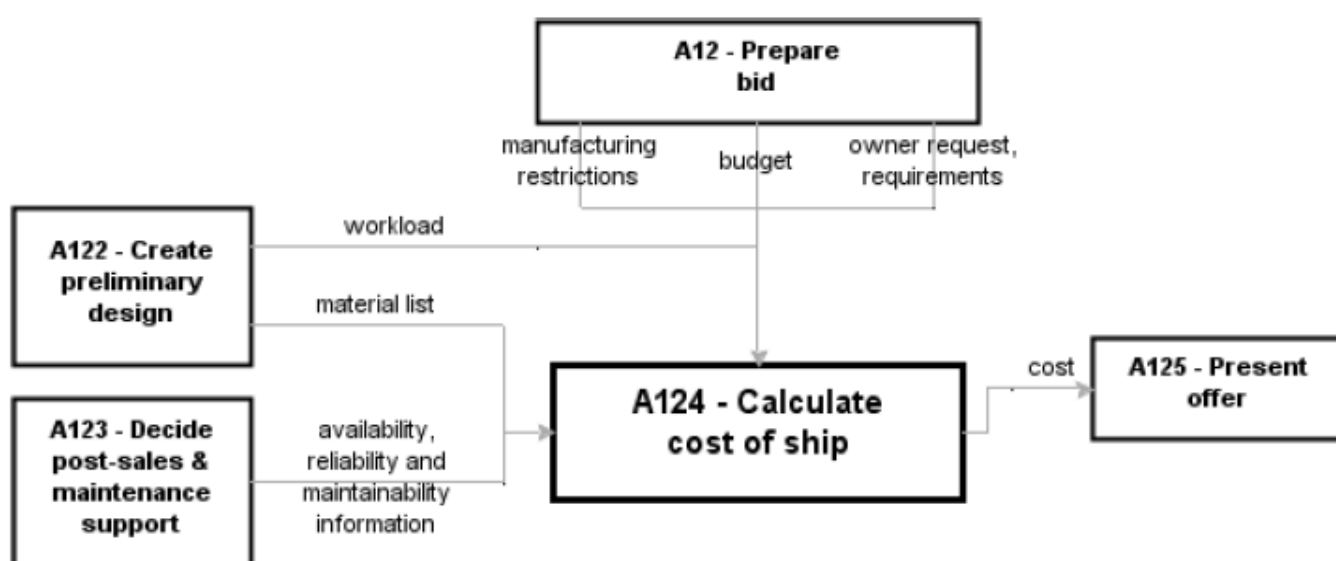 A12 - Prepare
bid
manufacturing
restrictions
budget
owner request,
requirements
workload
A122 - Create
preliminary
design
material list
A124 - Calculate
cost of ship
cost
A125 - Present
offer
A123 - Decide
post-sales &
maintenance
support
availability,
reliability and
maintainability
information